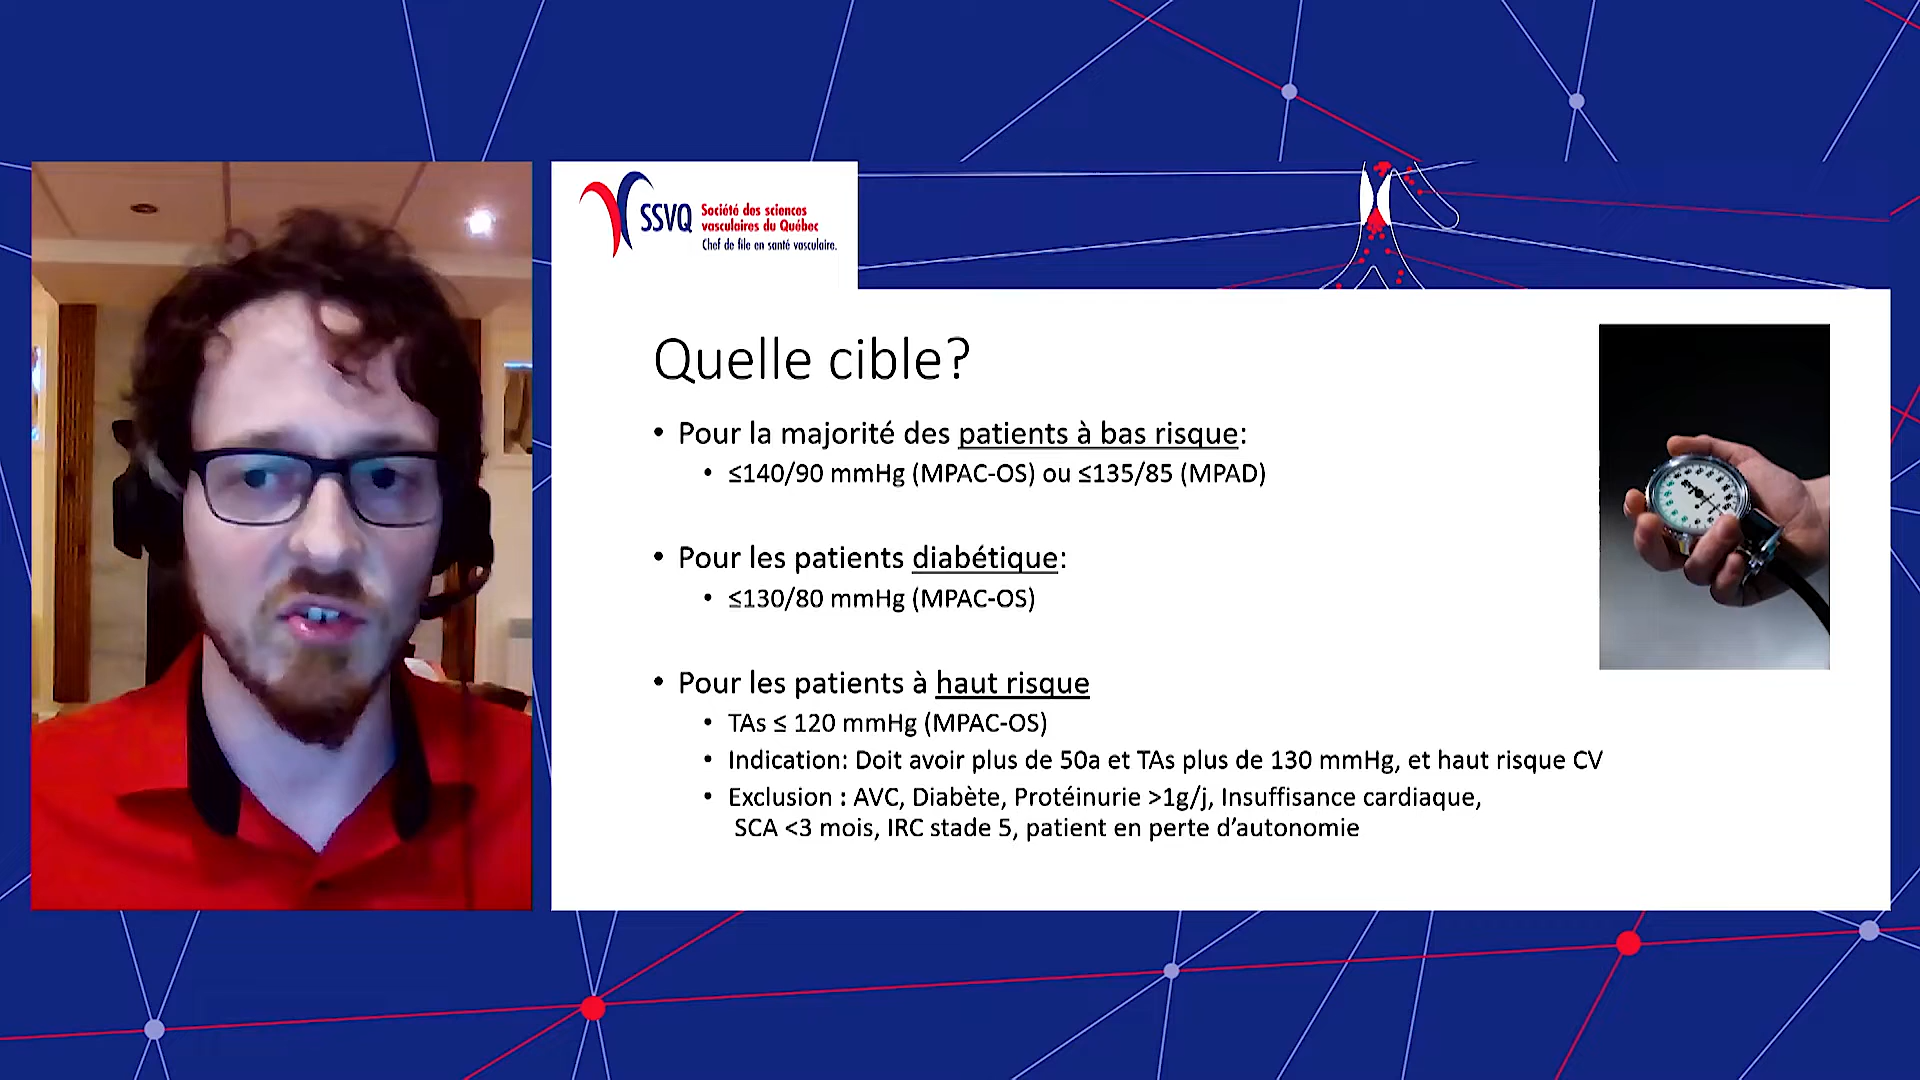 SSVQ
Société des sciences
vasculaires du Québec
Chef de file en santé vasculaire.
Quelle cible?
• Pour la majorité des patients à bas risque:
• ≤140/90 mmHg (MPAC-OS) ou ≤135/85 (MPAD)
• Pour les patients diabétique:
• ≤130/80 mmHg (MPAC-OS)
• Pour les patients à haut risque
• TAs ≤ 120 mmHg (MPAC-OS)
• Indication: Doit avoir plus de 50a et TAs plus de 130 mmHg, et haut risque CV
• Exclusion : AVC, Diabète, Protéinurie >1g/j, Insuffisance cardiaque,
SCA <3 mois, IRC stade 5, patient en perte d’autonomie